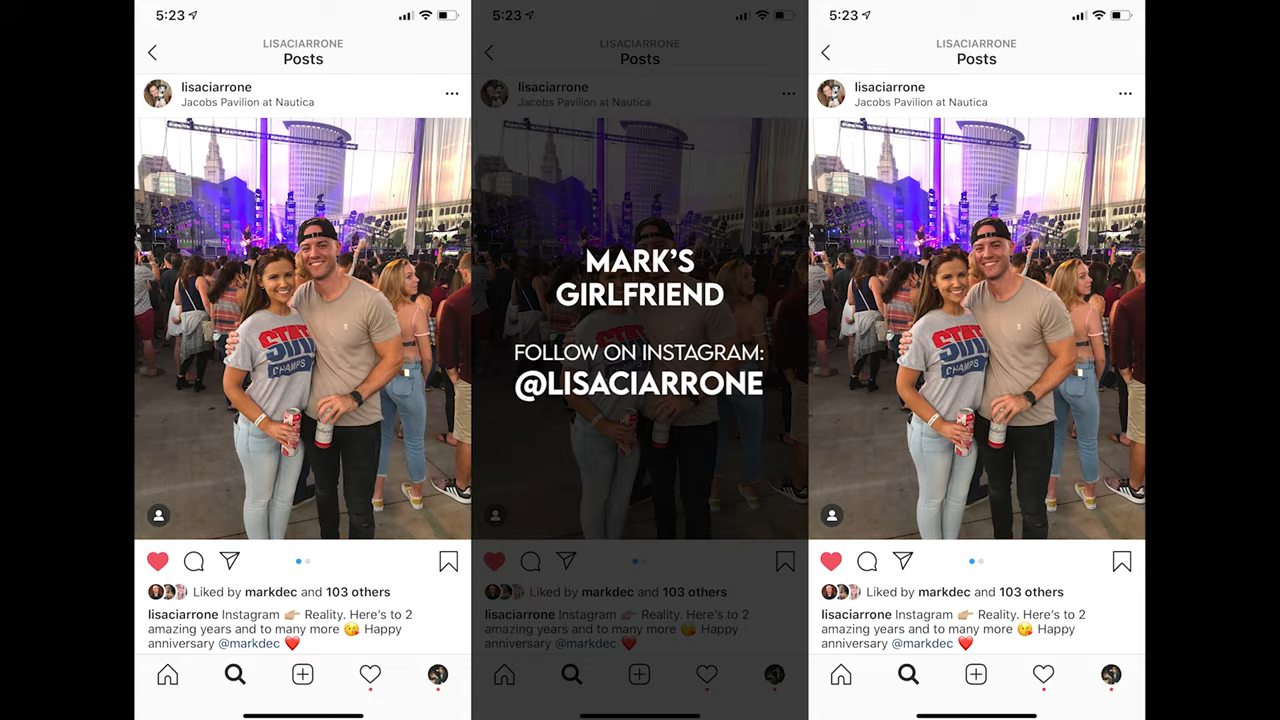 5:23
LISACIARRONE
Posts
lisaciarrone
Jacobs Pavilion at Nautica
STATE
CHAMPS
Liked by markdec and 103 others
lisaciarrone Instagram 👉🏼 Reality. Here's to 2
amazing years and to many more 😘 Happy
anniversary @markdec ❤️
5:23
LISACIARRONE
Posts
lisaciarrone
Jacobs Pavilion at Nautica
MARK'S
GIRLFRIEND
FOLLOW ON INSTAGRAM:
@LISACIARRONE
Liked by markdec and 103 others
lisaciarrone Instagram 👉🏼 Reality. Here's to 2
amazing years and to many more 😘 Happy
anniversary @markdec ❤️
5:23
LISACIARRONE
Posts
lisaciarrone
Jacobs Pavilion at Nautica
CHAMPS
Liked by markdec and 103 others
lisaciarrone Instagram 👉🏼 Reality. Here's to 2
amazing years and to many more 😘 Happy
anniversary @markdec ❤️